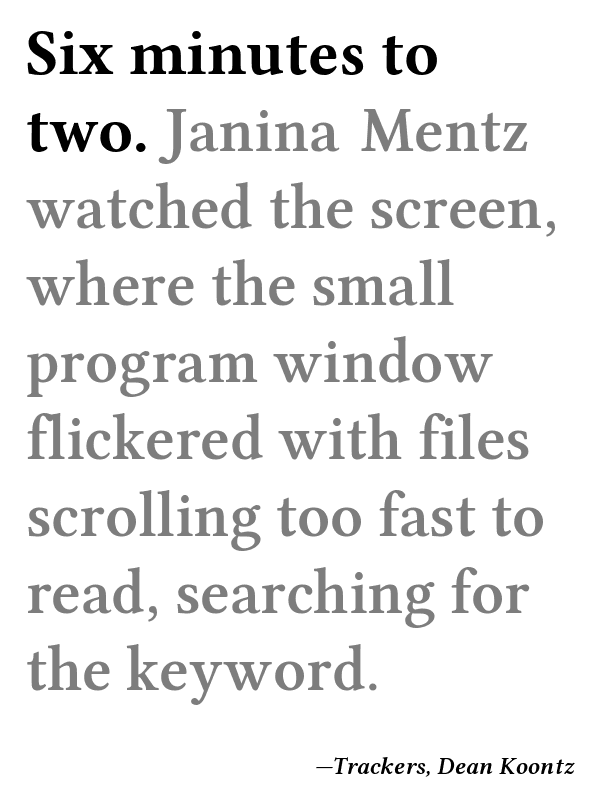 Six minutes to
two. Janina Mentz
watched the screen,
where the small
program window
flickered with files
scrolling too fast to
read, searching for
the keyword.
—Trackers, Dean Koontz